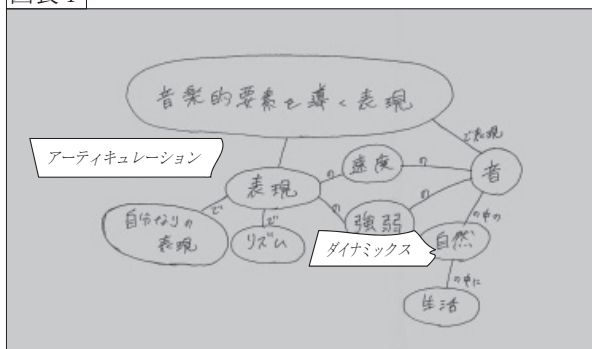 図表1
音楽的要素を導く表現
アーティキュレーション
で表現
速度
の
の
音
表現
の
の
で
で
強弱
の中の
自分なりの
表現
リズム
ダイナミックス
自然
の中に
生活